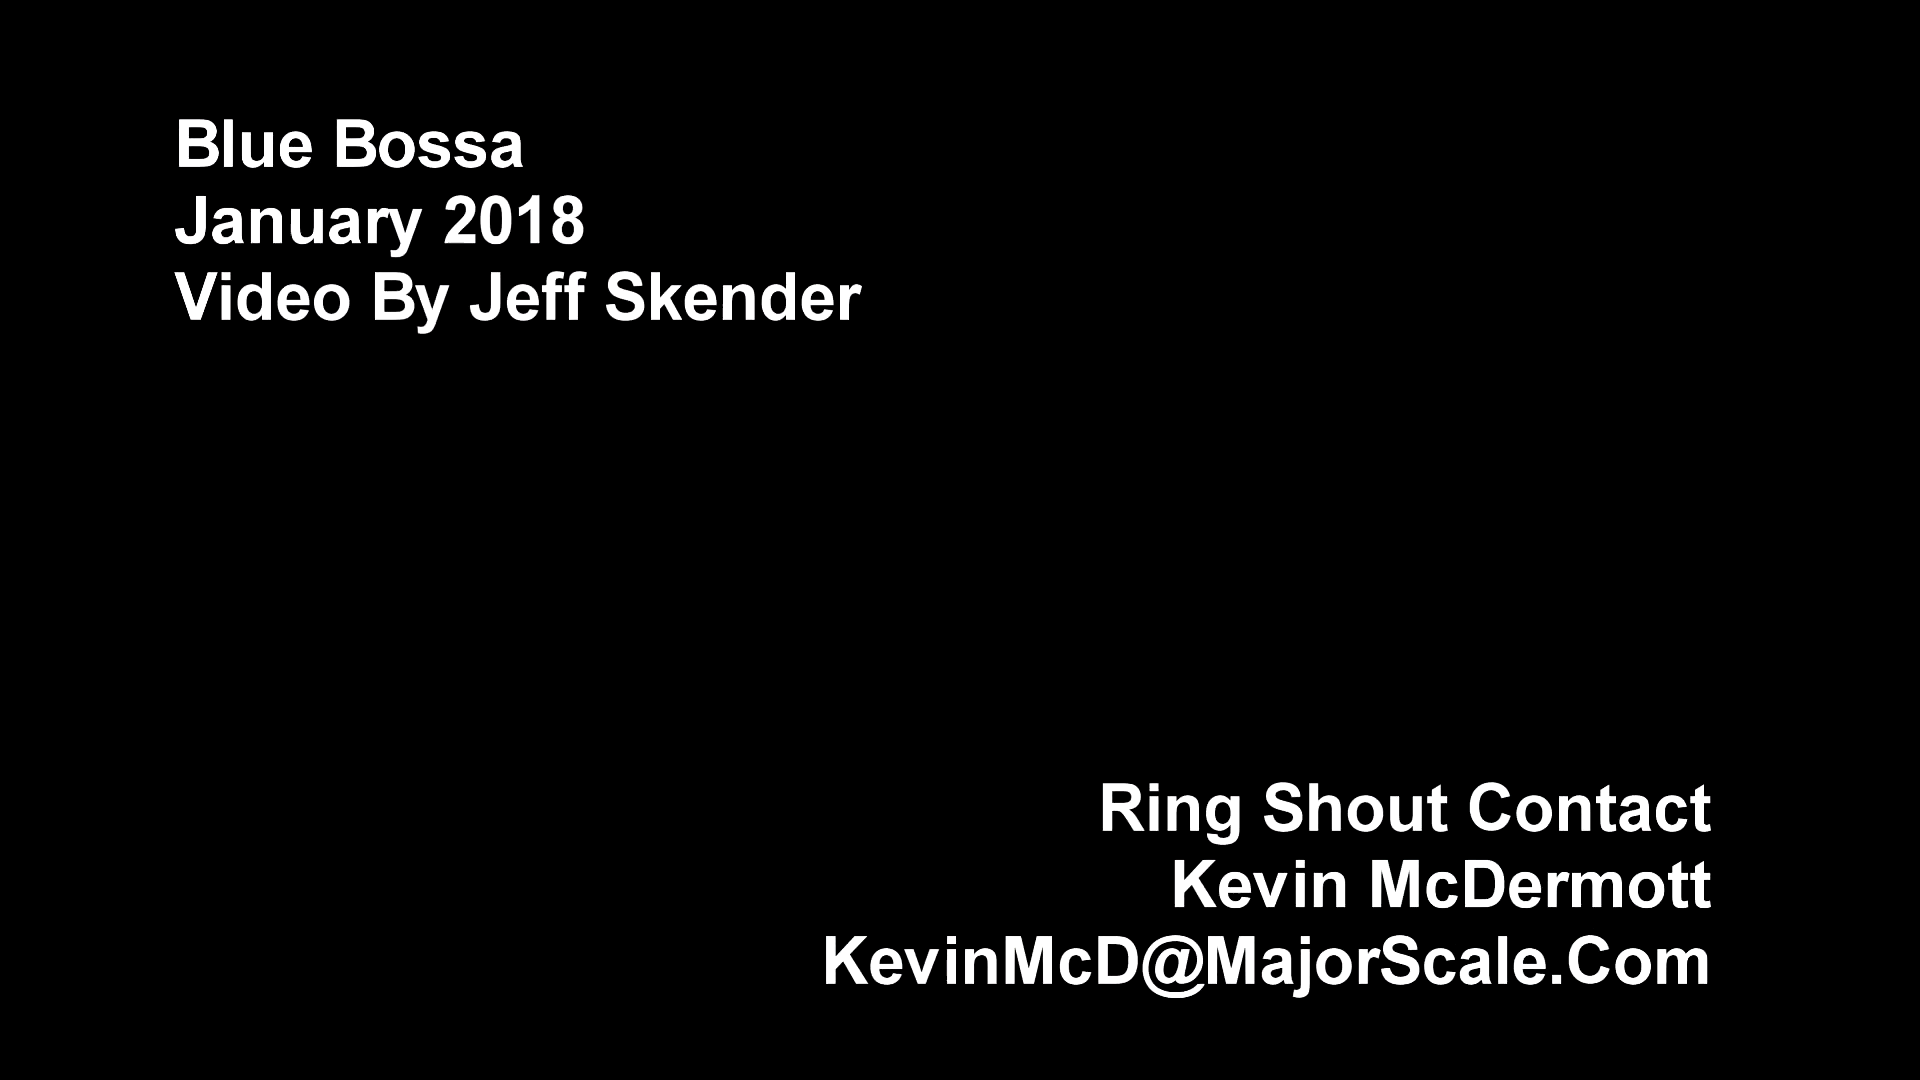 Blue Bossa
January 2018
Video By Jeff Skender
Ring Shout Contact
Kevin McDermott
KevinMcD@MajorScale.Com